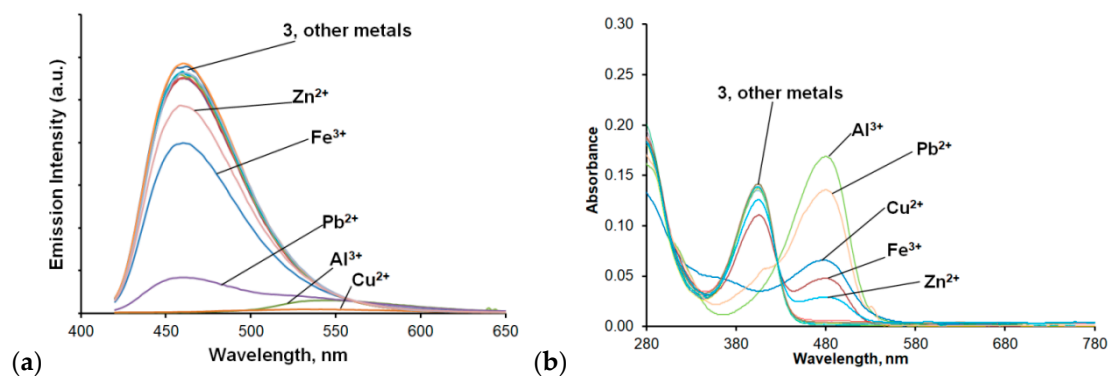 3, other metals
Zn²⁺
Fe³⁺
Pb²⁺
Al³⁺
Cu²⁺
Emission Intensity (a.u.)
400 450 500 550 600 650
Wavelength, nm
(a)
0.30
0.25
0.20
0.15
0.10
0.05
0.00
Absorbance
3, other metals
Al³⁺
Pb²⁺
Cu²⁺
Fe³⁺
Zn²⁺
280 380 480 580 680 780
Wavelength, nm
(b)